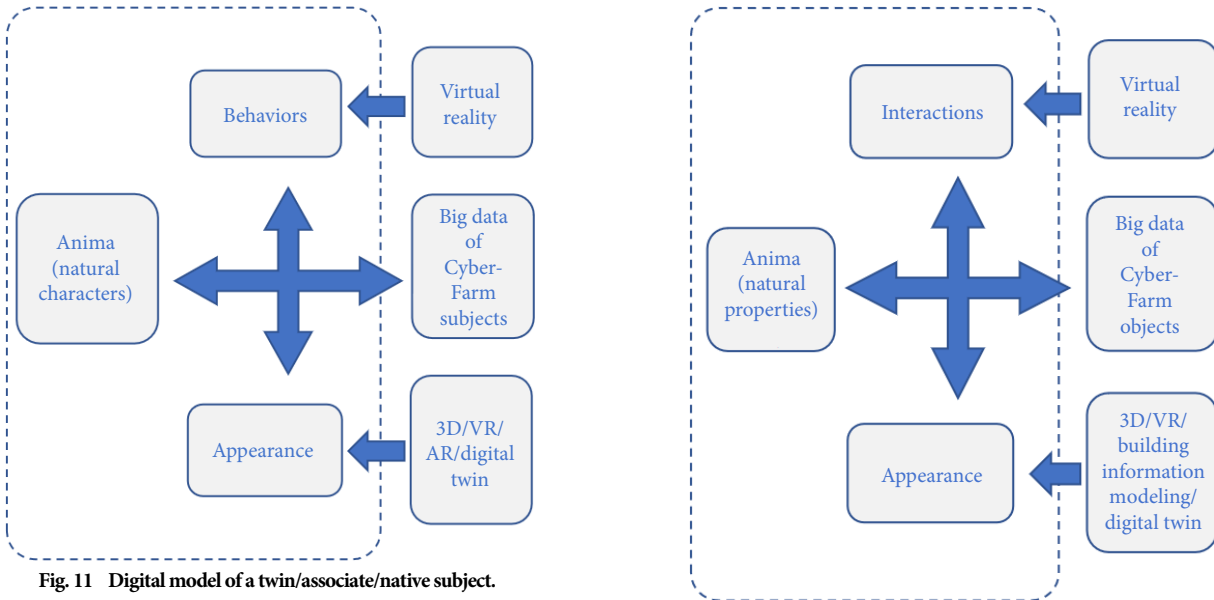 Behaviors
Virtual
reality
Anima
(natural
characters)
Big data
of
Cyber-
Farm
subjects
Appearance
3D/VR/
AR/digital
twin
Fig. 11 Digital model of a twin/associate/native subject.
Interactions
Virtual
reality
Anima
(natural
properties)
Big data
of
Cyber-
Farm
objects
Appearance
3D/VR/
building
information
modeling/
digital twin